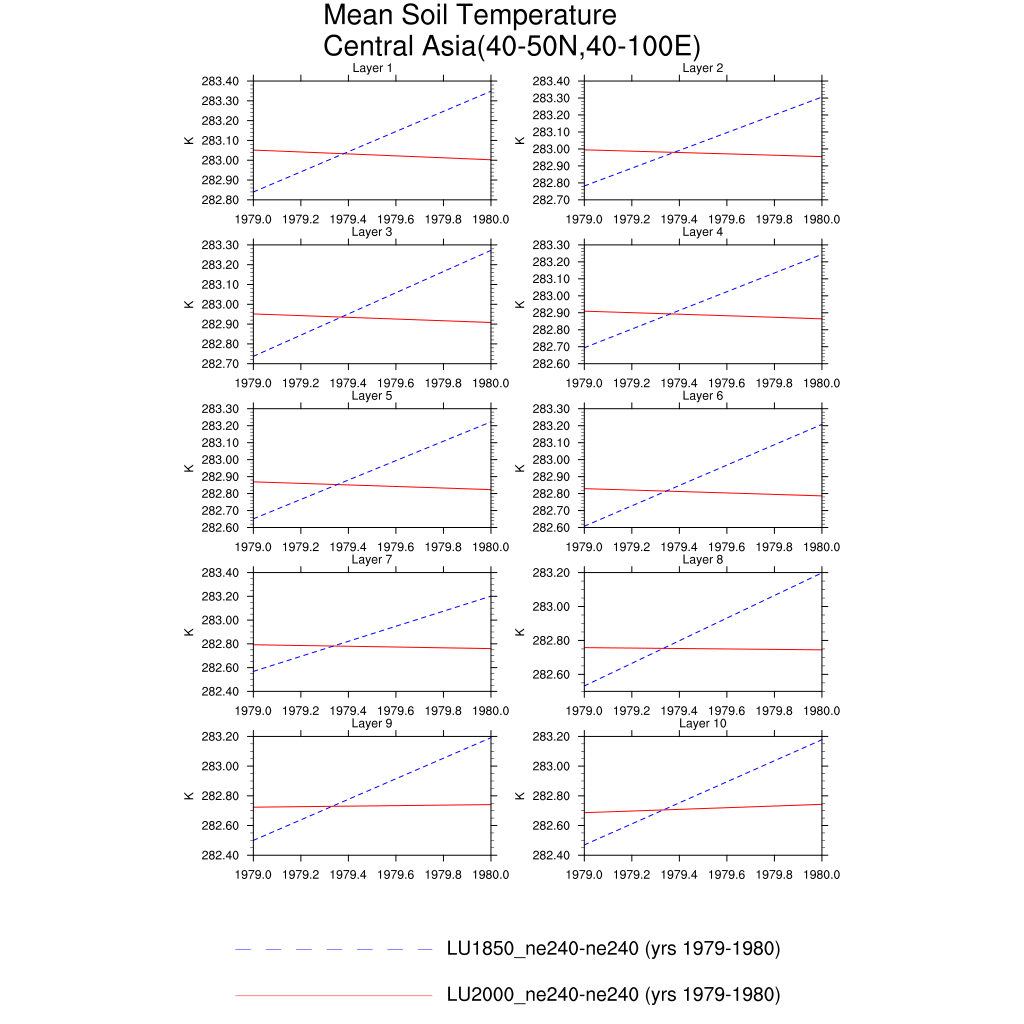 Mean Soil Temperature
Central Asia(40-50N,40-100E)
Layer 1
283.40
283.30
283.20
283.10
283.00
282.90
282.80
K
1979.0 1979.2 1979.4 1979.6 1979.8 1980.0
Layer 2
283.40
283.30
283.20
283.10
283.00
282.90
282.80
282.70
K
1979.0 1979.2 1979.4 1979.6 1979.8 1980.0
Layer 3
283.30
283.20
283.10
283.00
282.90
282.80
282.70
K
1979.0 1979.2 1979.4 1979.6 1979.8 1980.0
Layer 4
283.30
283.20
283.10
283.00
282.90
282.80
282.70
282.60
K
1979.0 1979.2 1979.4 1979.6 1979.8 1980.0
Layer 5
283.30
283.20
283.10
283.00
282.90
282.80
282.70
282.60
K
1979.0 1979.2 1979.4 1979.6 1979.8 1980.0
Layer 6
283.30
283.20
283.10
283.00
282.90
282.80
282.70
282.60
K
1979.0 1979.2 1979.4 1979.6 1979.8 1980.0
Layer 7
283.40
283.20
283.00
282.80
282.60
282.40
K
1979.0 1979.2 1979.4 1979.6 1979.8 1980.0
Layer 8
283.20
283.00
282.80
282.60
K
1979.0 1979.2 1979.4 1979.6 1979.8 1980.0
Layer 9
283.20
283.00
282.80
282.60
282.40
K
1979.0 1979.2 1979.4 1979.6 1979.8 1980.0
Layer 10
283.20
283.00
282.80
282.60
282.40
K
1979.0 1979.2 1979.4 1979.6 1979.8 1980.0
LU1850_ne240-ne240 (yrs 1979-1980)
LU2000_ne240-ne240 (yrs 1979-1980)